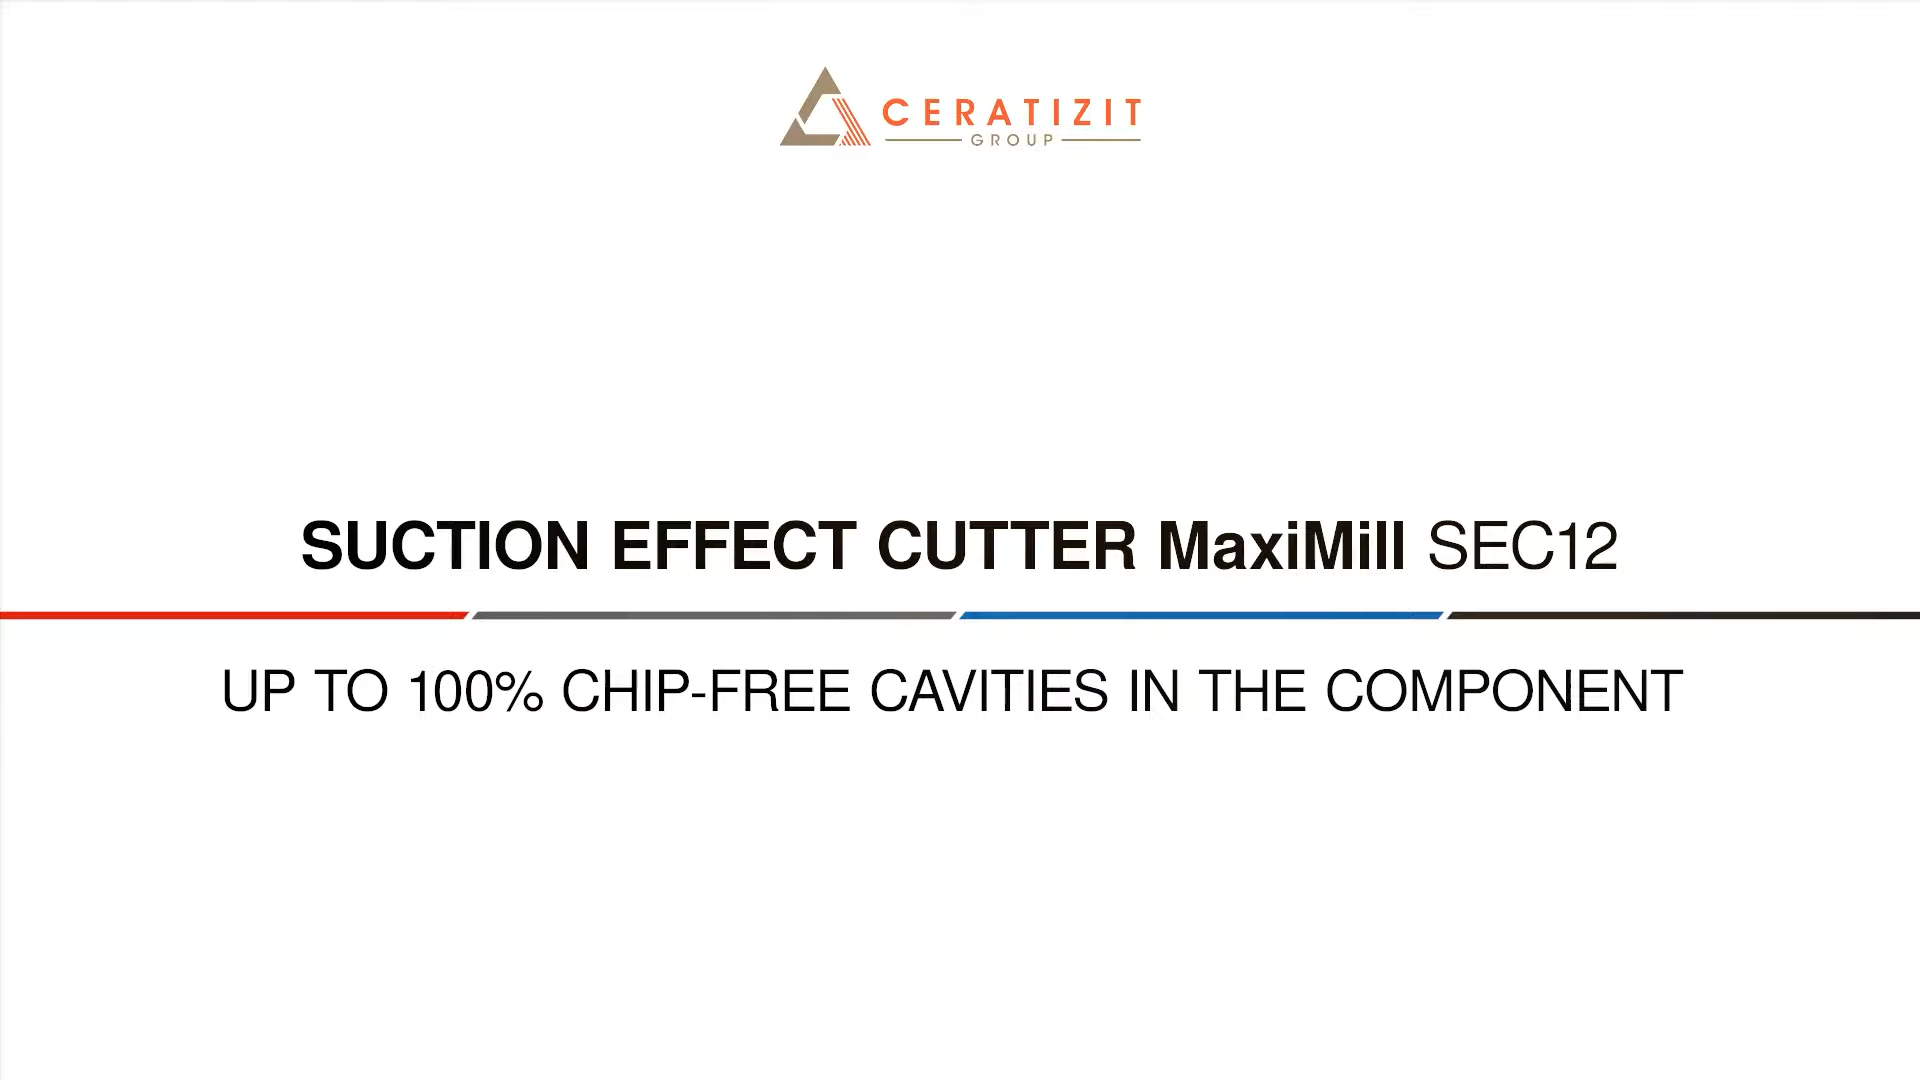 CERATIZIT
GROUP
SUCTION EFFECT CUTTER MaxiMill SEC12
UP TO 100% CHIP-FREE CAVITIES IN THE COMPONENT